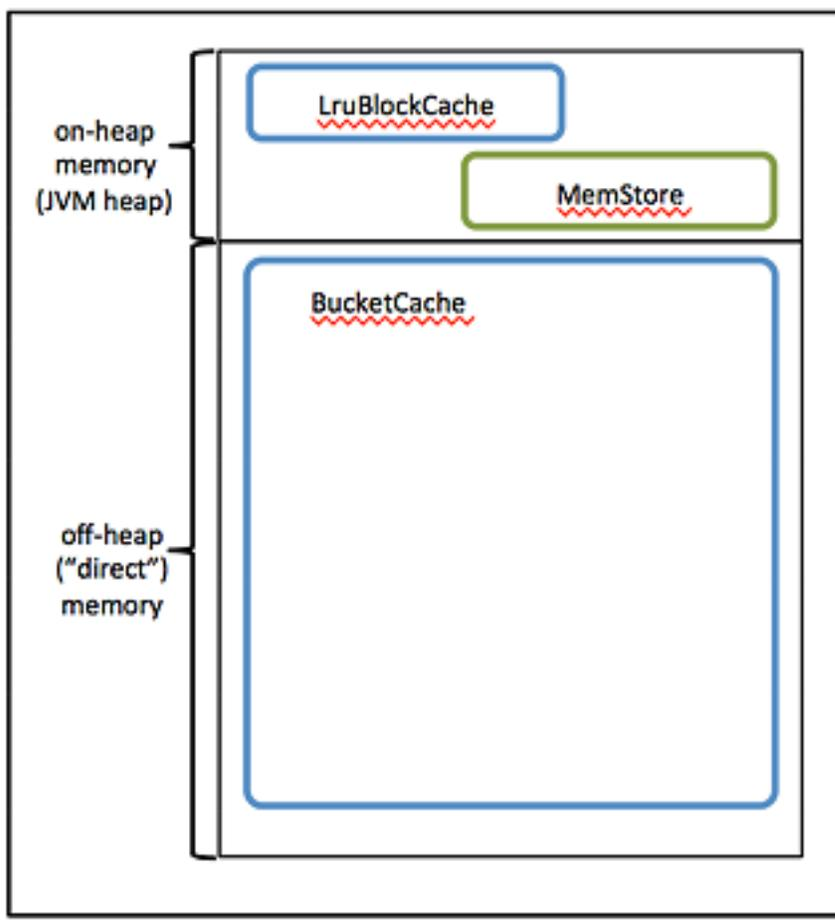 LruBlockCache
on-heap
memory
(JVM heap)
MemStore
BucketCache
off-heap
(“direct”)
memory